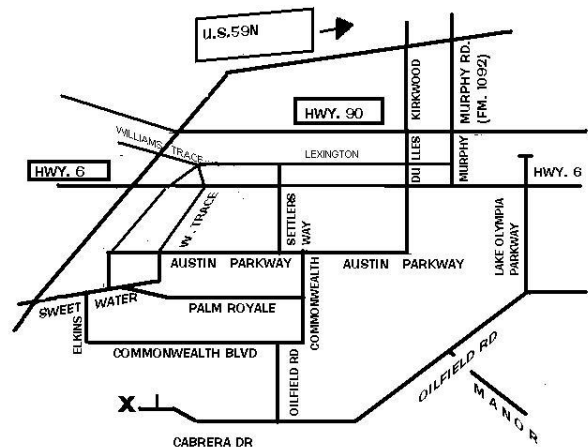 U.S.59N
KIRKWOOD
MURPHY RD.
(FM. 1092)
HWY. 90
WILLIAMS TRACE
LEXINGTON
DULLES
MURPHY
HWY. 6
HWY. 6
W. TRACE
SETTLERS
WAY
LAKE OLYMPIA
PARKWAY
AUSTIN PARKWAY
AUSTIN PARKWAY
SWEET WATER
PALM ROYALE
COMMONWEALTH
ELKINS
COMMONWEALTH BLVD
OILFIELD RD
OILFIELD RD
MANOR
X
CABRERA DR